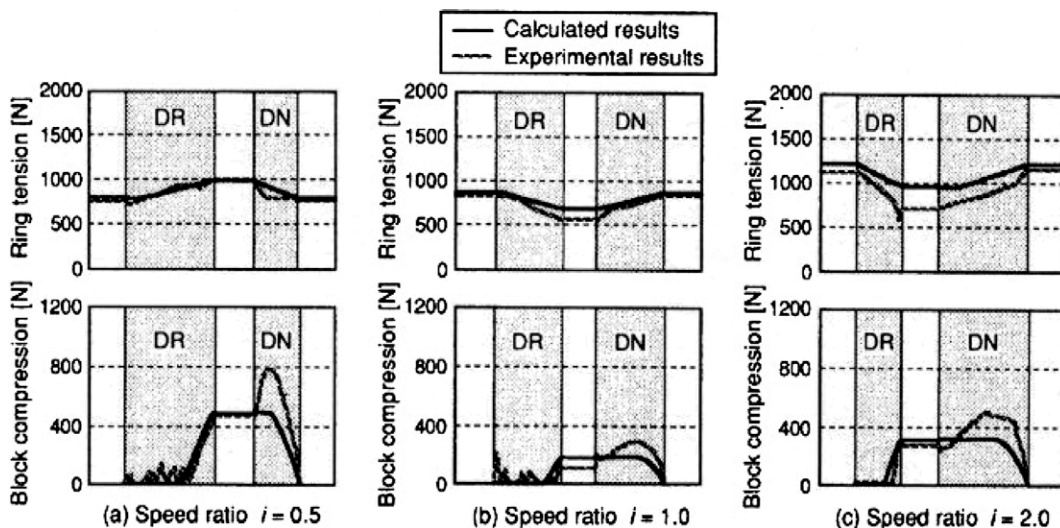 Calculated results
Experimental results
Ring tension [N]
2000
1500
1000
500
0
DR
DN
Ring tension [N]
2000
1500
1000
500
0
DR
DN
Ring tension [N]
2000
1500
1000
500
0
DR
DN
Block compression [N]
1200
800
400
0
DR
DN
Block compression [N]
1200
800
400
0
DR
DN
Block compression [N]
1200
800
400
0
DR
DN
(a) Speed ratio i = 0.5
(b) Speed ratio i = 1.0
(c) Speed ratio i = 2.0